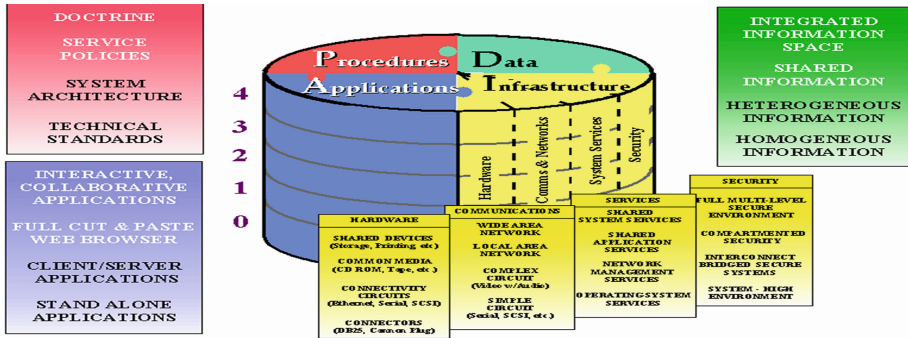 DOCTRINE
SERVICE
POLICIES
SYSTEM
ARCHITECTURE
TECHNICAL
STANDARDS
INTERACTIVE,
COLLABORATIVE
APPLICATIONS
FULL CUT & PASTE
WEB BROWSER
CLIENT/SERVER
APPLICATIONS
STAND ALONE
APPLICATIONS
Procedures
Data
Applications
Infrastructure
4
3
2
1
0
Hardware
Comms & Networks
System Services
Security
INTEGRATED
INFORMATION
SPACE
SHARED
INFORMATION
HETEROGENEOUS
INFORMATION
HOMOGENEOUS
INFORMATION
HARDWARE
SHARED DEVICES
(Storage, Printing, etc)
COMMON MEDIA
(CD ROM, Tape, etc.)
CONNECTIVITY
CIRCUITS
(Ethernet, Serial, SCSI)
CONNECTORS
(DB25, Common Plug)
COMMUNICATIONS
WIDE AREA
NETWORK
LOCAL AREA
NETWORK
COMPLEX
CIRCUIT
(Video w/Audio)
SIMPLE
CIRCUIT
(Serial, SCSI, etc.)
SERVICES
SHARED
SYSTEM SERVICES
SHARED
APPLICATION
SERVICES
NETWORK
MANAGEMENT
SERVICES
OPERATING SYSTEM
SERVICES
SECURITY
FULL MULTI-LEVEL
SECURE
ENVIRONMENT
COMPARTMENTED
SECURITY
INTERCONNECT
BRIDGED SECURE
SYSTEMS
SYSTEM - HIGH
ENVIRONMENT